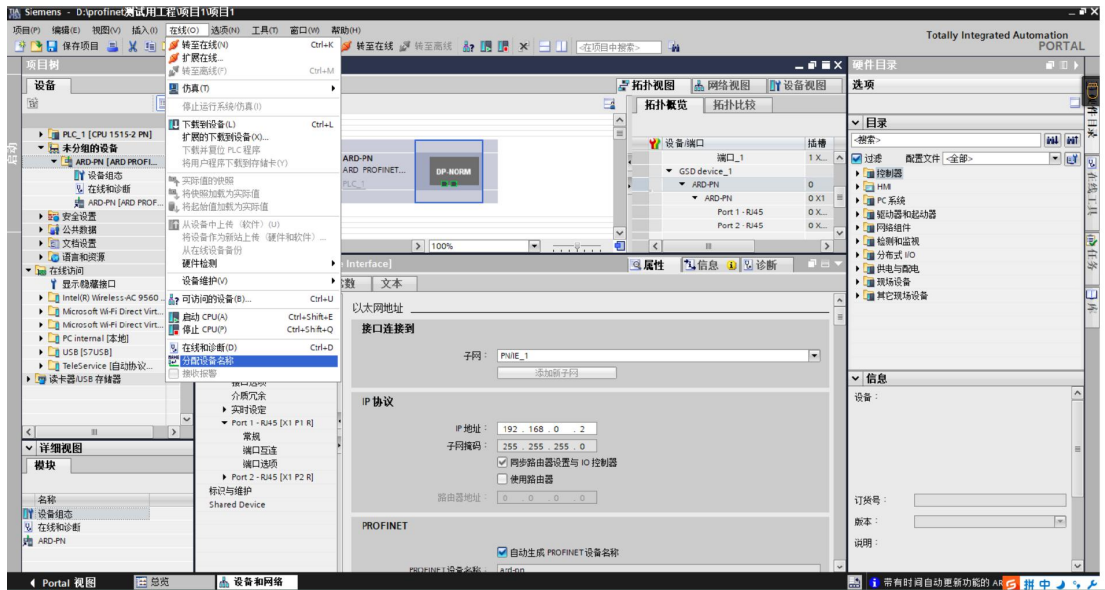 Siemens - D:\profinet测试用工程\项目1\项目1
项目(P) 编辑(E) 视图(V) 插入(I) 在线(O) 选项(N) 工具(T) 窗口(W) 帮助(H)
Totally Integrated Automation
PORTAL
保存项目
转至在线 转至离线 <在项目中搜索>
转至在线(N) Ctrl+K
扩展在线...
转至离线(F) Ctrl+M
仿真(T)
停止运行系统/仿真(I)
下载到设备(L) Ctrl+L
扩展的下载到设备(X)...
下载并复位 PLC 程序
将用户程序下载到存储卡(Y)
实际值的快照
将快照加载为实际值
将起始值加载为实际值
从设备中上传（软件）(U)
将设备作为新站上传（硬件和软件）...
从在线设备备份
硬件检测
设备维护(V)
可访问的设备(B)... Ctrl+U
启动 CPU(A) Ctrl+Shift+E
停止 CPU(P) Ctrl+Shift+Q
在线和诊断(D) Ctrl+D
分配设备名称
接收报警
项目树
设备
启动
PLC_1 [CPU 1515-2 PN]
未分组的设备
ARD-PN [ARD PROFI...
设备组态
在线和诊断
ARD-PN [ARD PROF...
安全设置
公共数据
文档设置
语言和资源
在线访问
显示/隐藏接口
Intel(R) Wireless-AC 9560 ...
Microsoft Wi-Fi Direct Virt...
Microsoft Wi-Fi Direct Virt...
PC internal [本地]
USB [S7USB]
TeleService [自动协议...
读卡器/USB 存储器
详细视图
模块
名称
设备组态
在线和诊断
ARD-PN
拓扑视图 网络视图 设备视图
ARD-PN
ARD PROFINET...
PLC_1
DP-NORM
100%
拓扑概览 拓扑比较
设备/端口 插槽
端口_1 1 X...
GSD device_1
ARD-PN 0
ARD-PN 0 X1
Port 1 - RJ45 0 X...
Port 2 - RJ45 0 X...
Interface]
属性 信息 诊断
数 文本
接口选项
介质冗余
实时设定
Port 1 - RJ45 [X1 P1 R]
常规
端口互连
端口选项
Port 2 - RJ45 [X1 P2 R]
标识与维护
Shared Device
以太网地址
接口连接到
子网： PN/IE_1
添加新子网
IP 协议
IP 地址： 192 . 168 . 0 . 2
子网掩码： 255 . 255 . 255 . 0
同步路由器设置与 IO 控制器
使用路由器
路由器地址： 0 . 0 . 0 . 0
PROFINET
自动生成 PROFINET 设备名称
PROFINET 设备名称： ard-pn
硬件目录
选项
目录
<搜索>
过滤 配置文件 <全部>
控制器
HMI
PC 系统
驱动器和起动器
网络组件
检测和监视
分布式 I/O
供电与配电
现场设备
其它现场设备
信息
设备：
订货号：
版本：
说明：
硬件目录
在线工具
任务
库
Portal 视图 总览 设备和网络
带有时间自动更新功能的 AR
拼 中